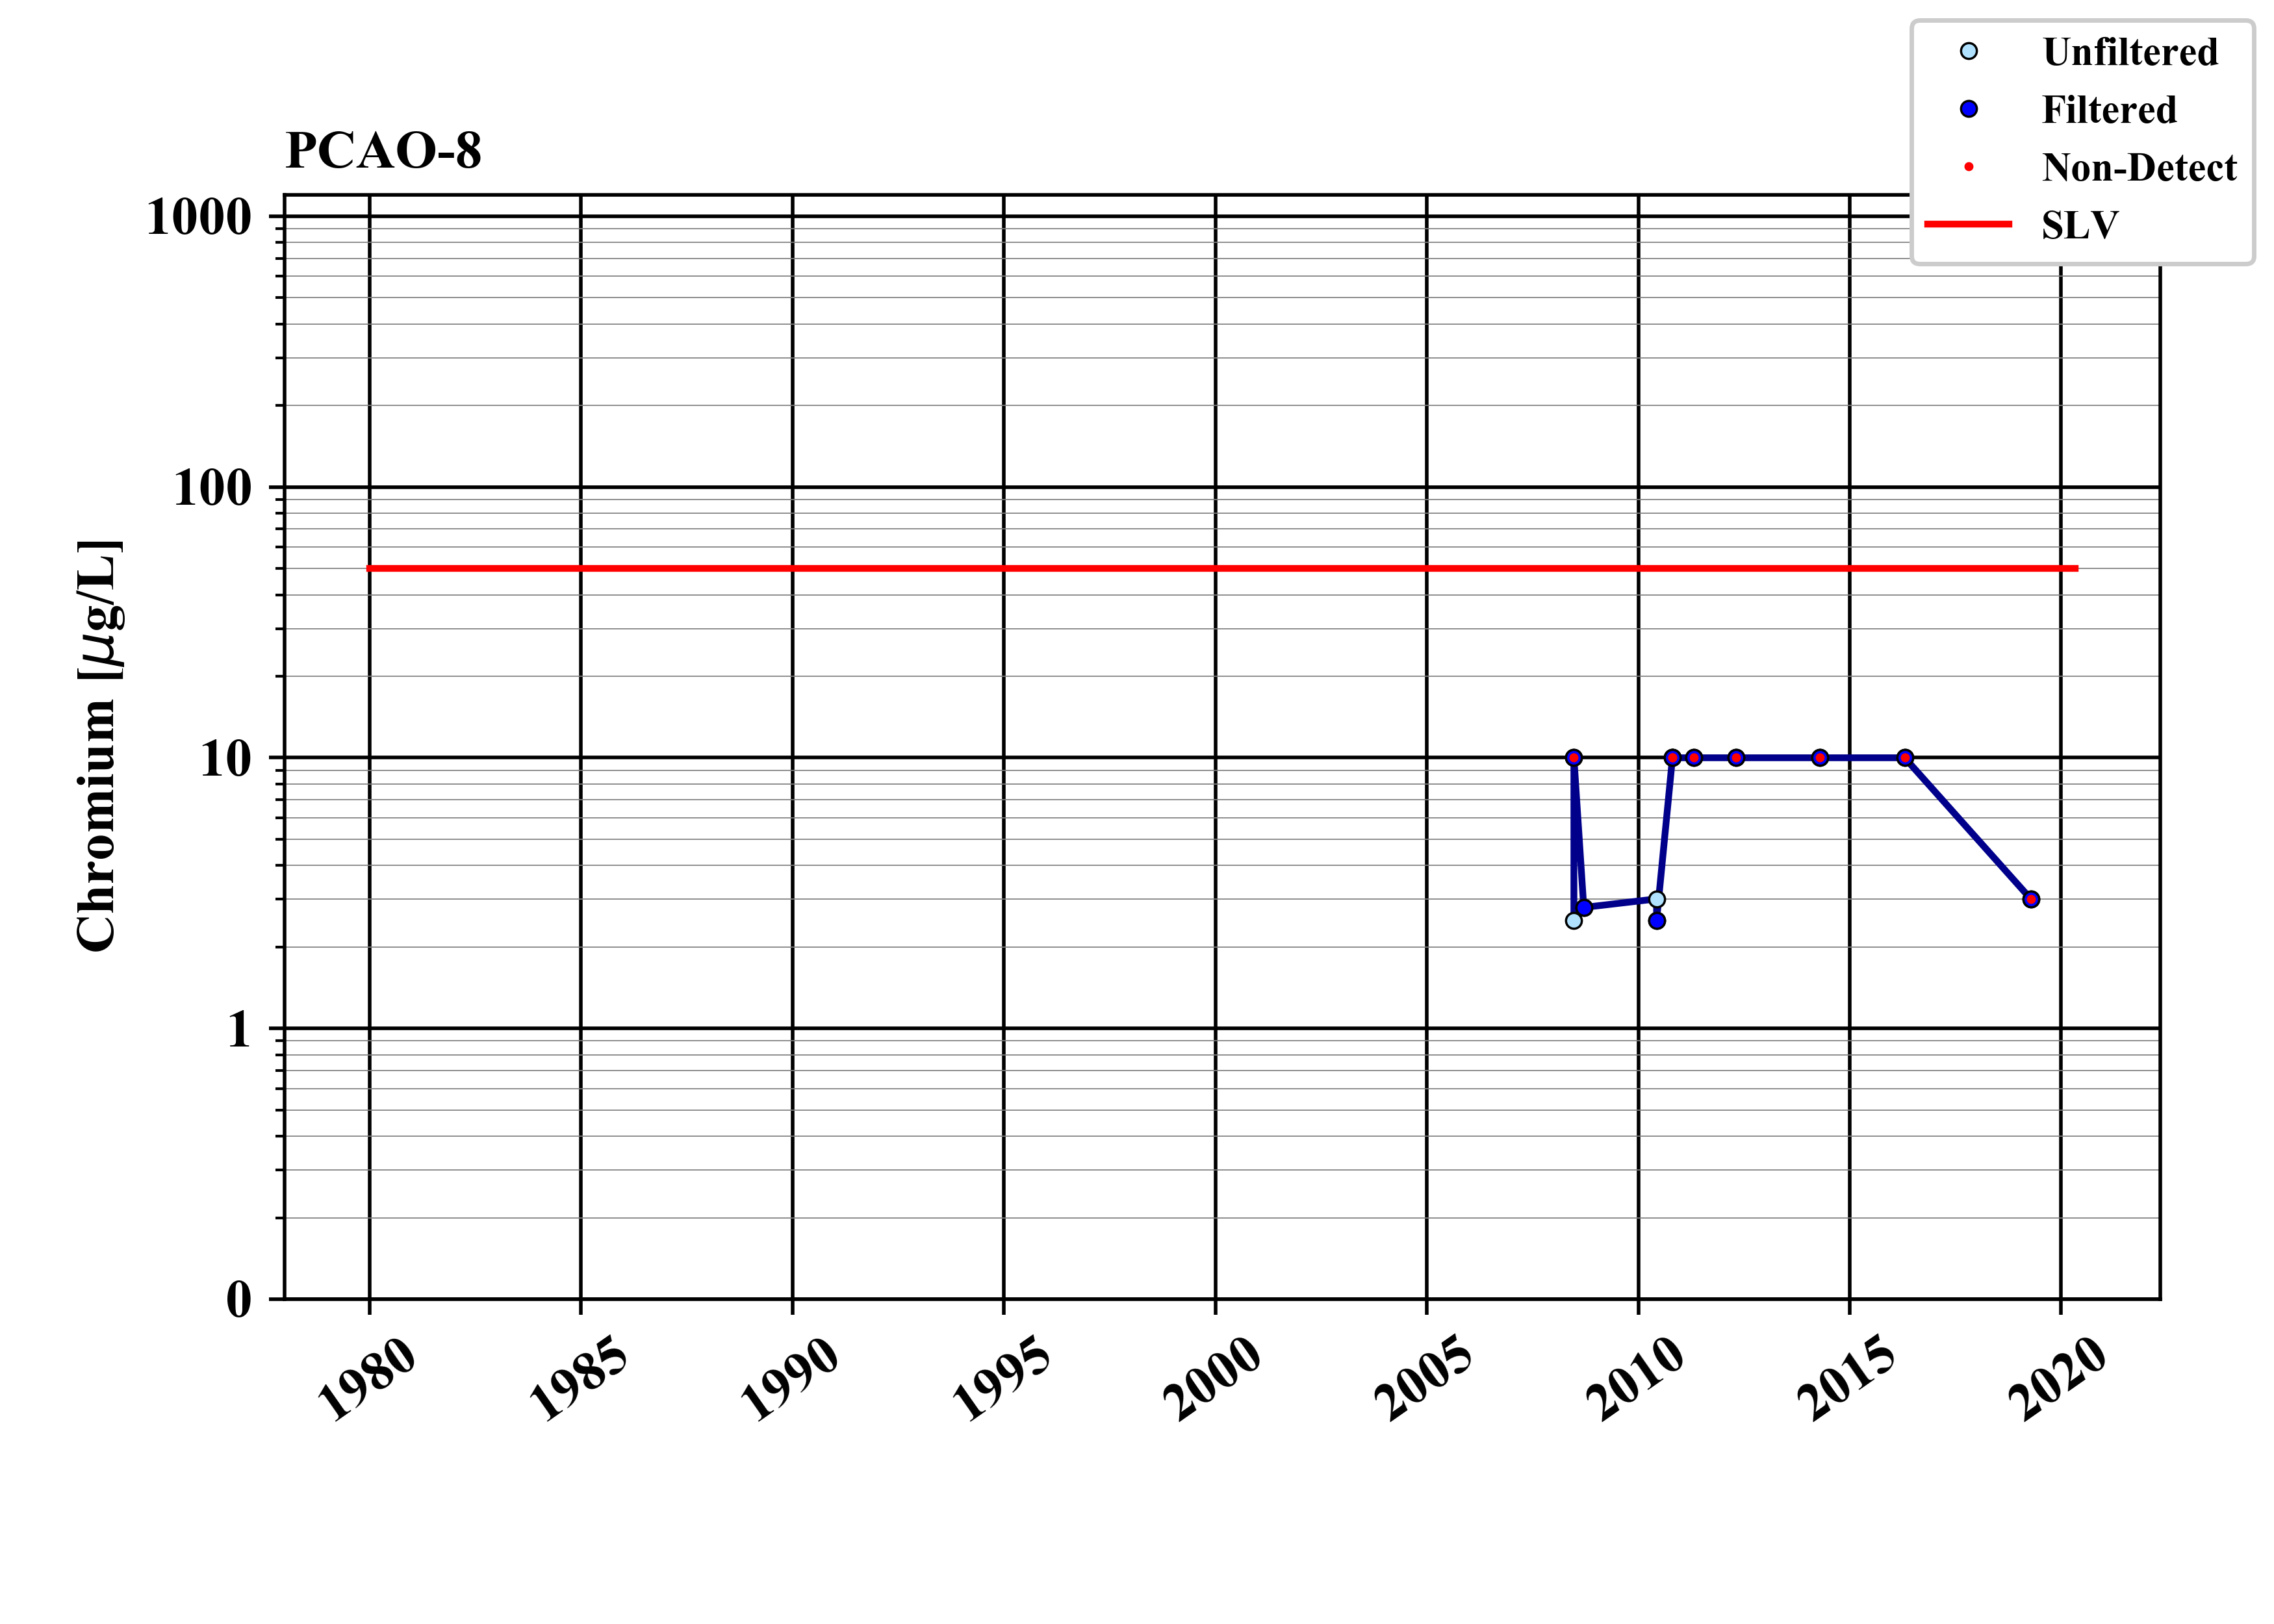 Unfiltered
Filtered
Non-Detect
SLV
PCAO-8
1000
100
10
1
0
Chromium [μg/L]
1980
1985
1990
1995
2000
2005
2010
2015
2020